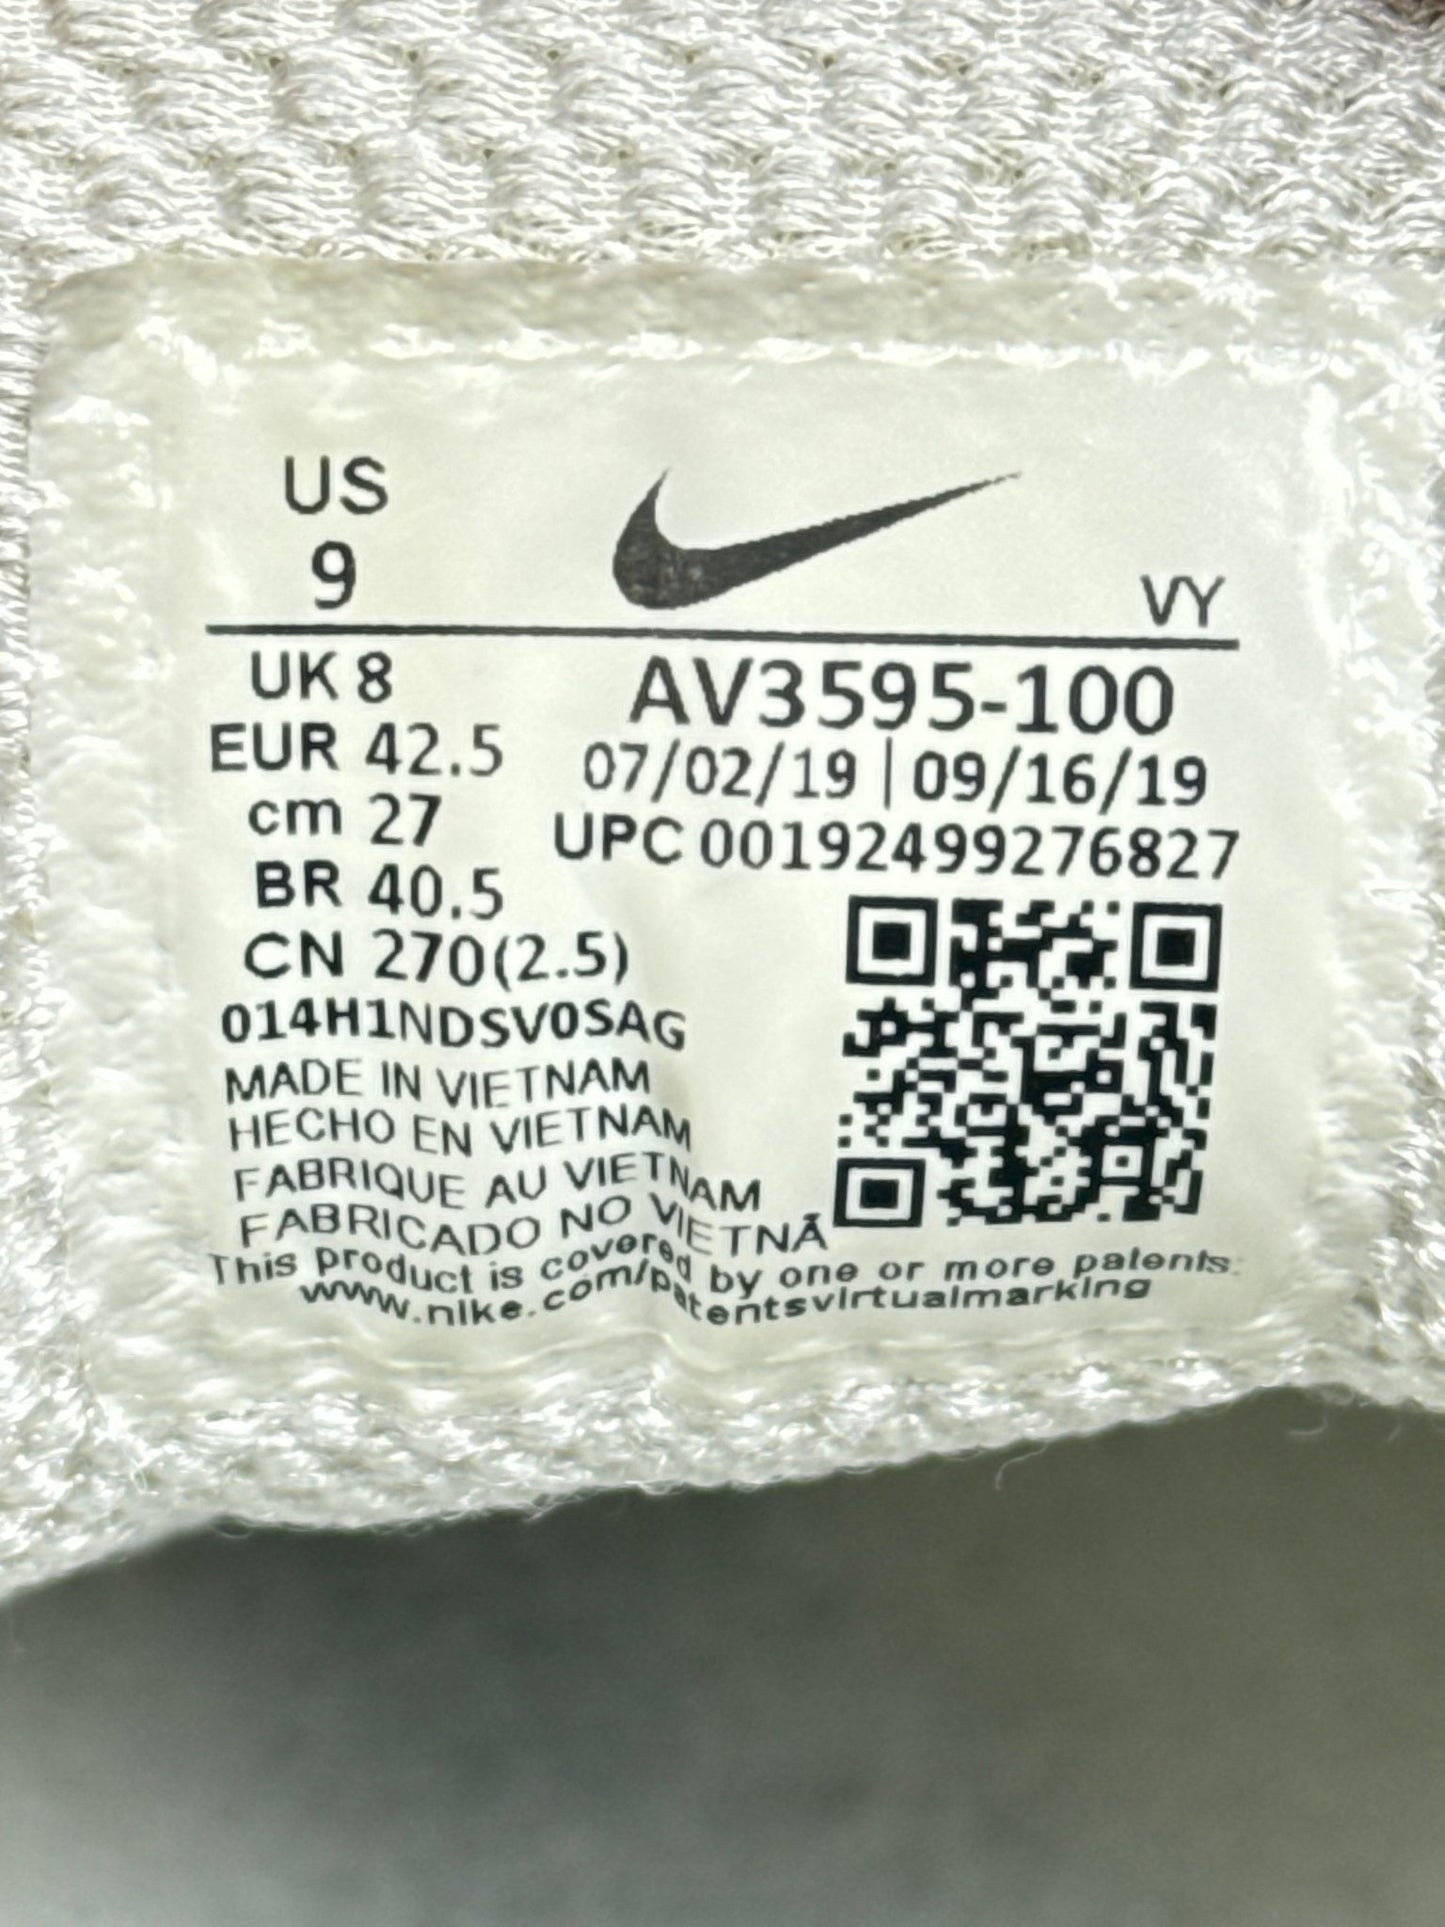 US
9
VY
UK 8
EUR 42.5
cm 27
BR 40.5
CN 270(2.5)
AV3595-100
07/02/19 | 09/16/19
UPC 00192499276827
014H1NDSV0SAG
MADE IN VIETNAM
HECHO EN VIETNAM
FABRIQUE AU VIETNAM
FABRICADO NO VIETNÃ
This product is covered by one or more patents:
www.nike.com/patentsvirtualmarking